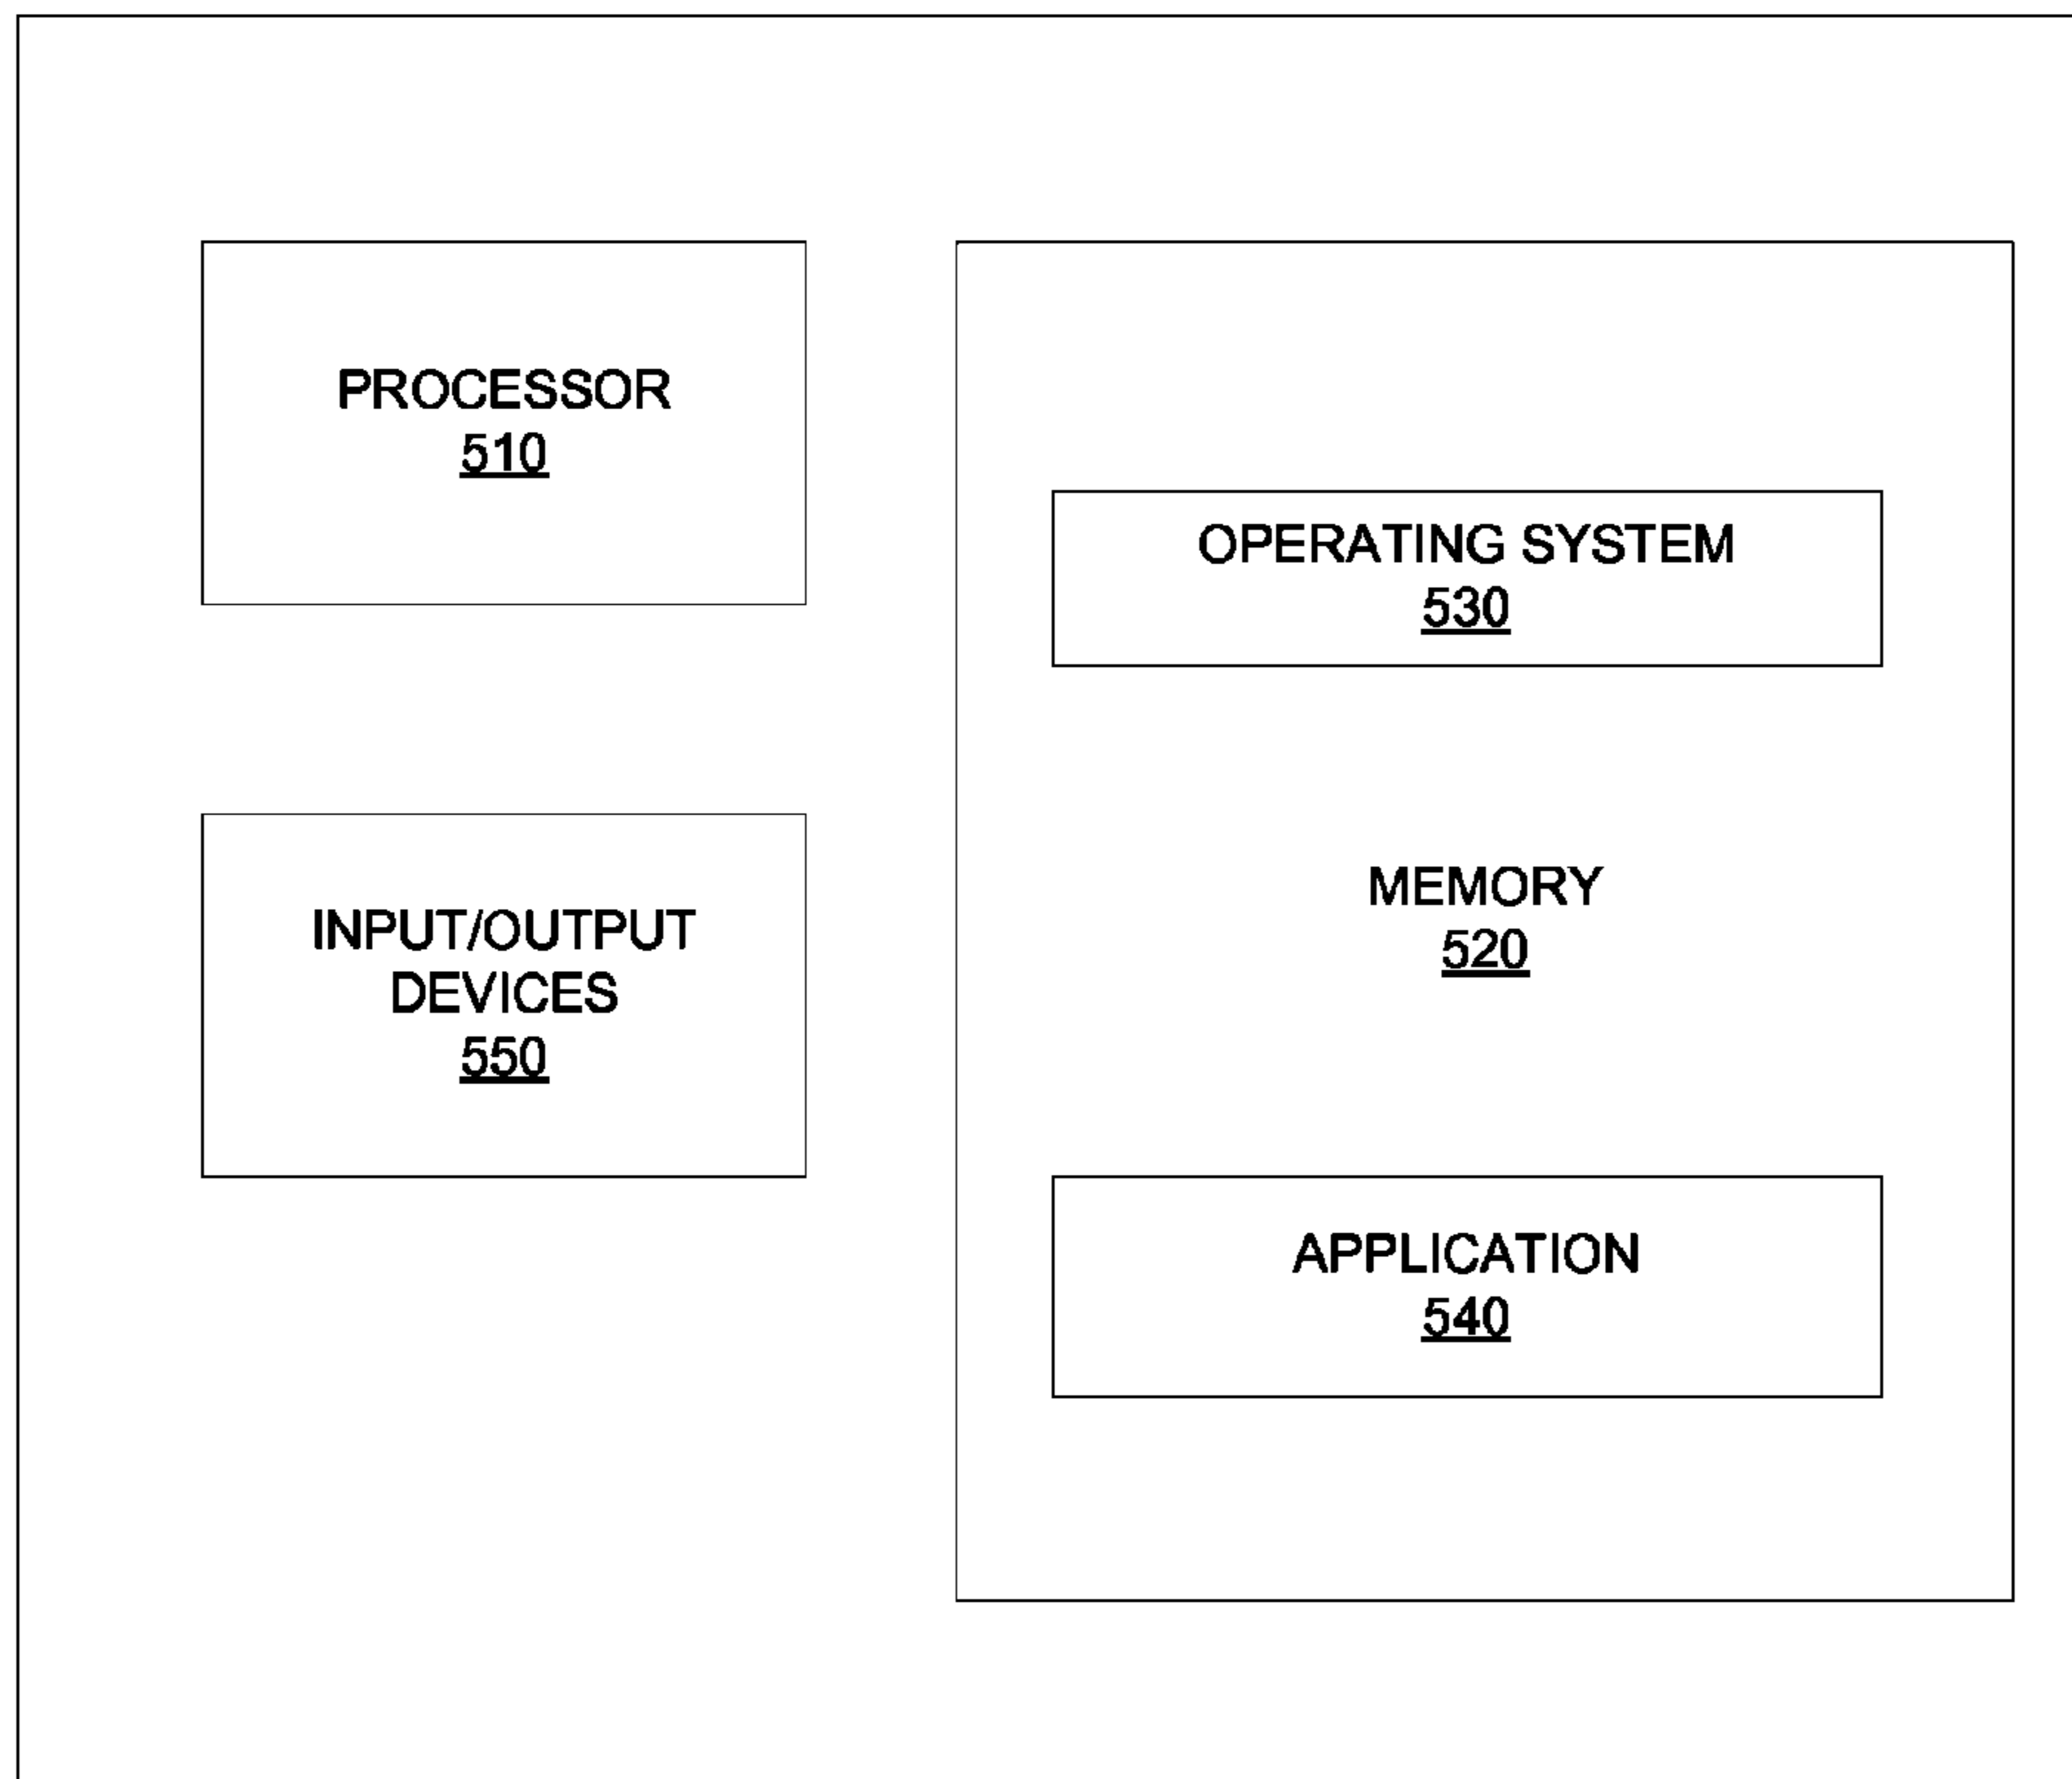 PROCESSOR
510
INPUT/OUTPUT
DEVICES
550
OPERATING SYSTEM
530
MEMORY
520
APPLICATION
540